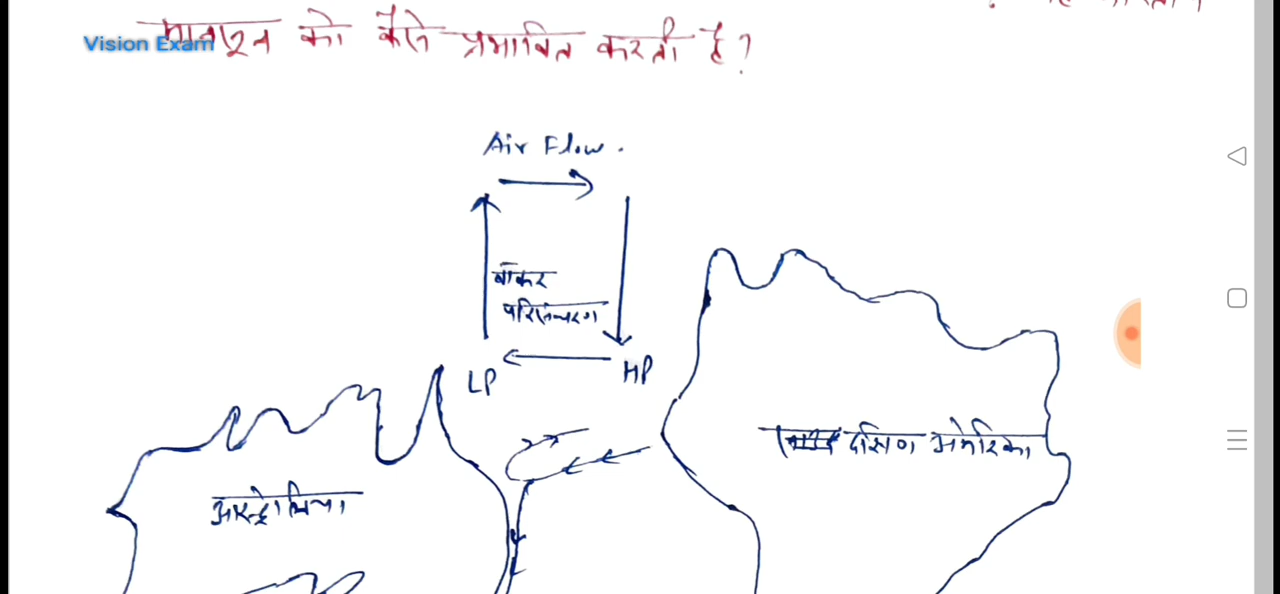 मानसून को कैसे प्रभावित करती है?
Vision Exam
Air Flow.
वॉकर
परिसंचरण
LP
HP
दक्षिण अमेरिका
आस्ट्रेलिया